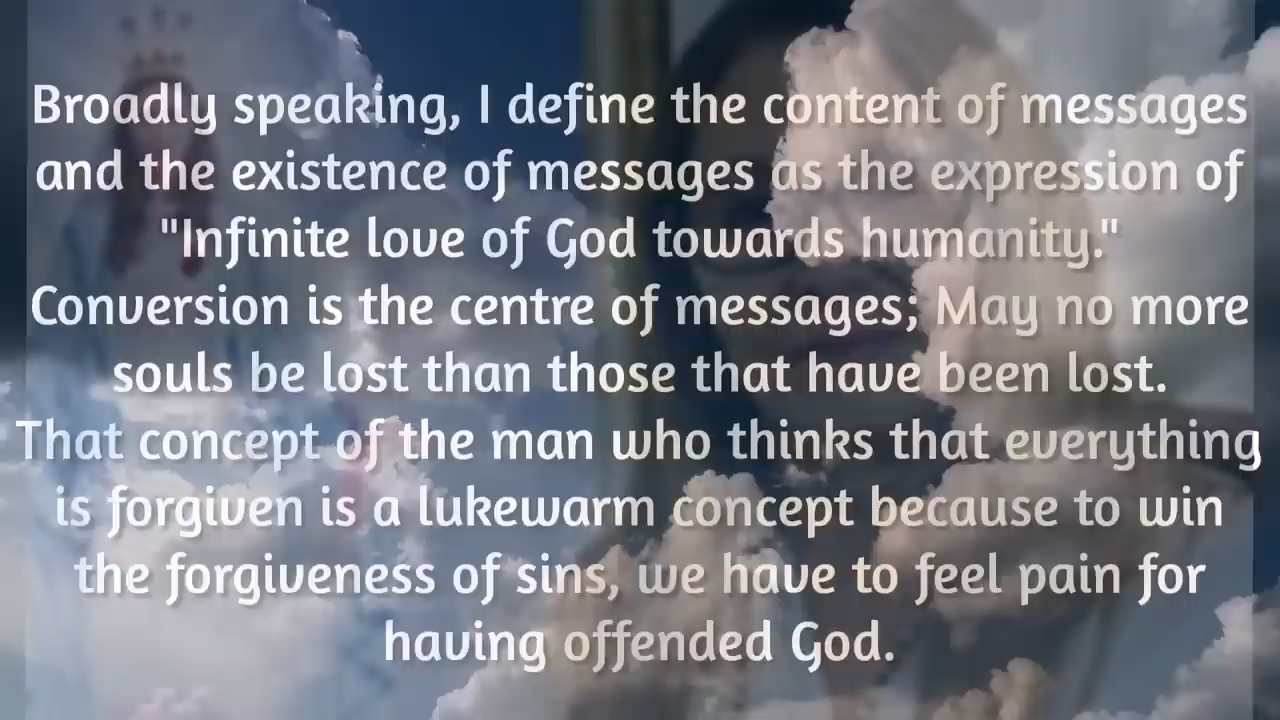 Broadly speaking, I define the content of messages
and the existence of messages as the expression of
"Infinite love of God towards humanity."
Conversion is the centre of messages; May no more
souls be lost than those that have been lost.
That concept of the man who thinks that everything
is forgiven is a lukewarm concept because to win
the forgiveness of sins, we have to feel pain for
having offended God.